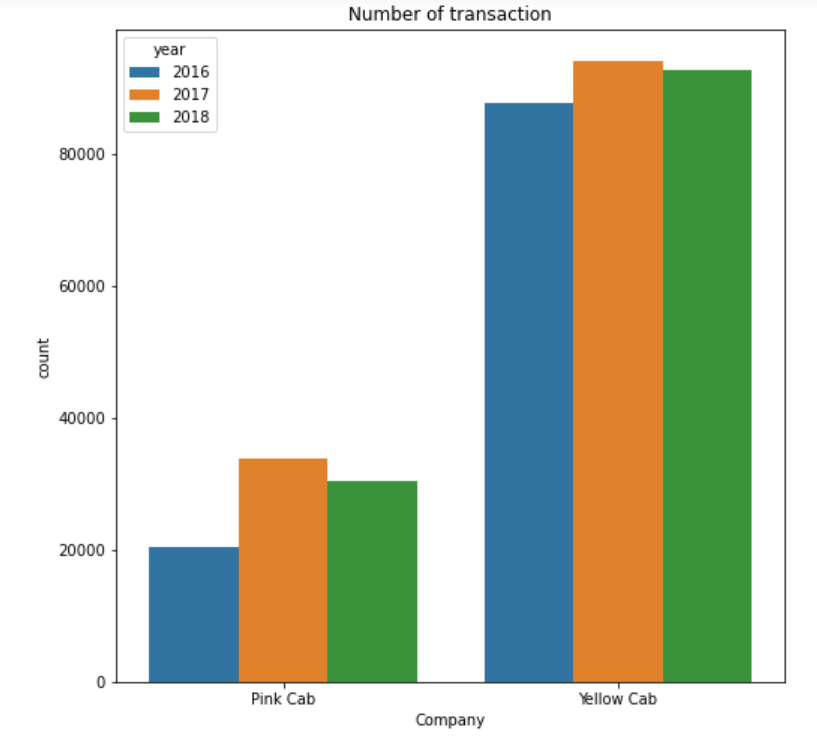 Number of transaction
year
2016
2017
2018
80000
60000
40000
20000
0
count
Pink Cab
Yellow Cab
Company